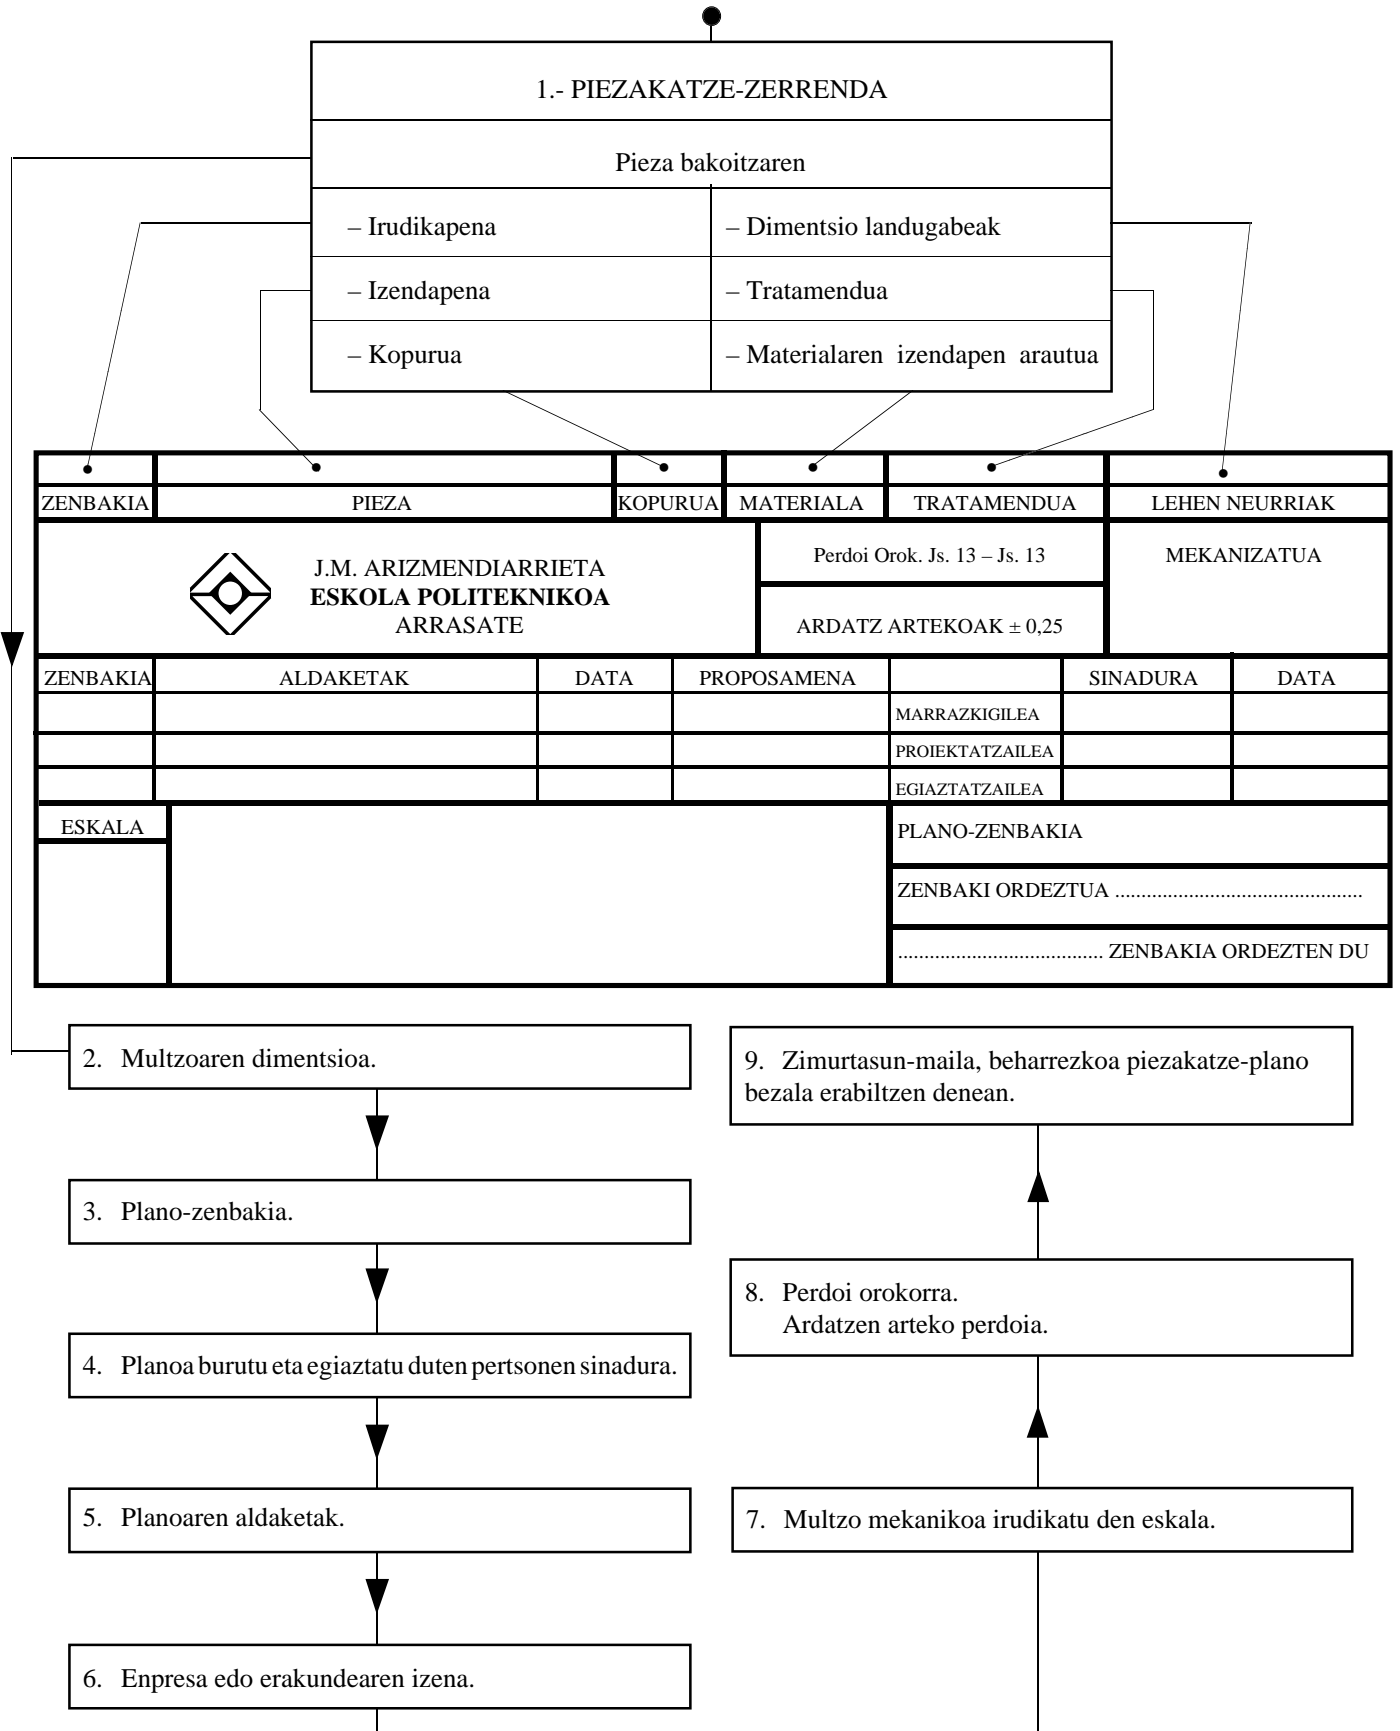 1.- PIEZAKATZE-ZERRENDA
Pieza bakoitzaren
– Irudikapena
– Dimentsio landugabeak
– Izendapena
– Tratamendua
– Kopurua
– Materialaren izendapen arautua
ZENBAKIA PIEZA KOPURUA MATERIALA TRATAMENDUA LEHEN NEURRIAK
J.M. ARIZMENDIARRIETA
ESKOLA POLITEKNIKOA
ARRASATE
Perdoi Orok. Js. 13 – Js. 13
ARDATZ ARTEKOAK ± 0,25
MEKANIZATUA
ZENBAKIA ALDAKETAK DATA PROPOSAMENA SINADURA DATA
MARRAZKIGILEA
PROIEKTATZAILEA
EGIAZTATZAILEA
ESKALA
PLANO-ZENBAKIA
ZENBAKI ORDEZTUA ...............................................
....................................... ZENBAKIA ORDEZTEN DU
2. Multzoaren dimentsioa.
3. Plano-zenbakia.
4. Planoa burutu eta egiaztatu duten pertsonen sinadura.
5. Planoaren aldaketak.
6. Enpresa edo erakundearen izena.
9. Zimurtasun-maila, beharrezkoa piezakatze-plano
bezala erabiltzen denean.
8. Perdoi orokorra.
Ardatzen arteko perdoia.
7. Multzo mekanikoa irudikatu den eskala.